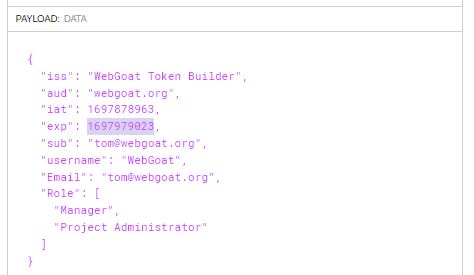 PAYLOAD: DATA
{
"iss": "WebGoat Token Builder",
"aud": "webgoat.org",
"iat": 1697878963,
"exp": 1697979023,
"sub": "tom@webgoat.org",
"username": "WebGoat",
"Email": "tom@webgoat.org",
"Role": [
"Manager",
"Project Administrator"
]
}